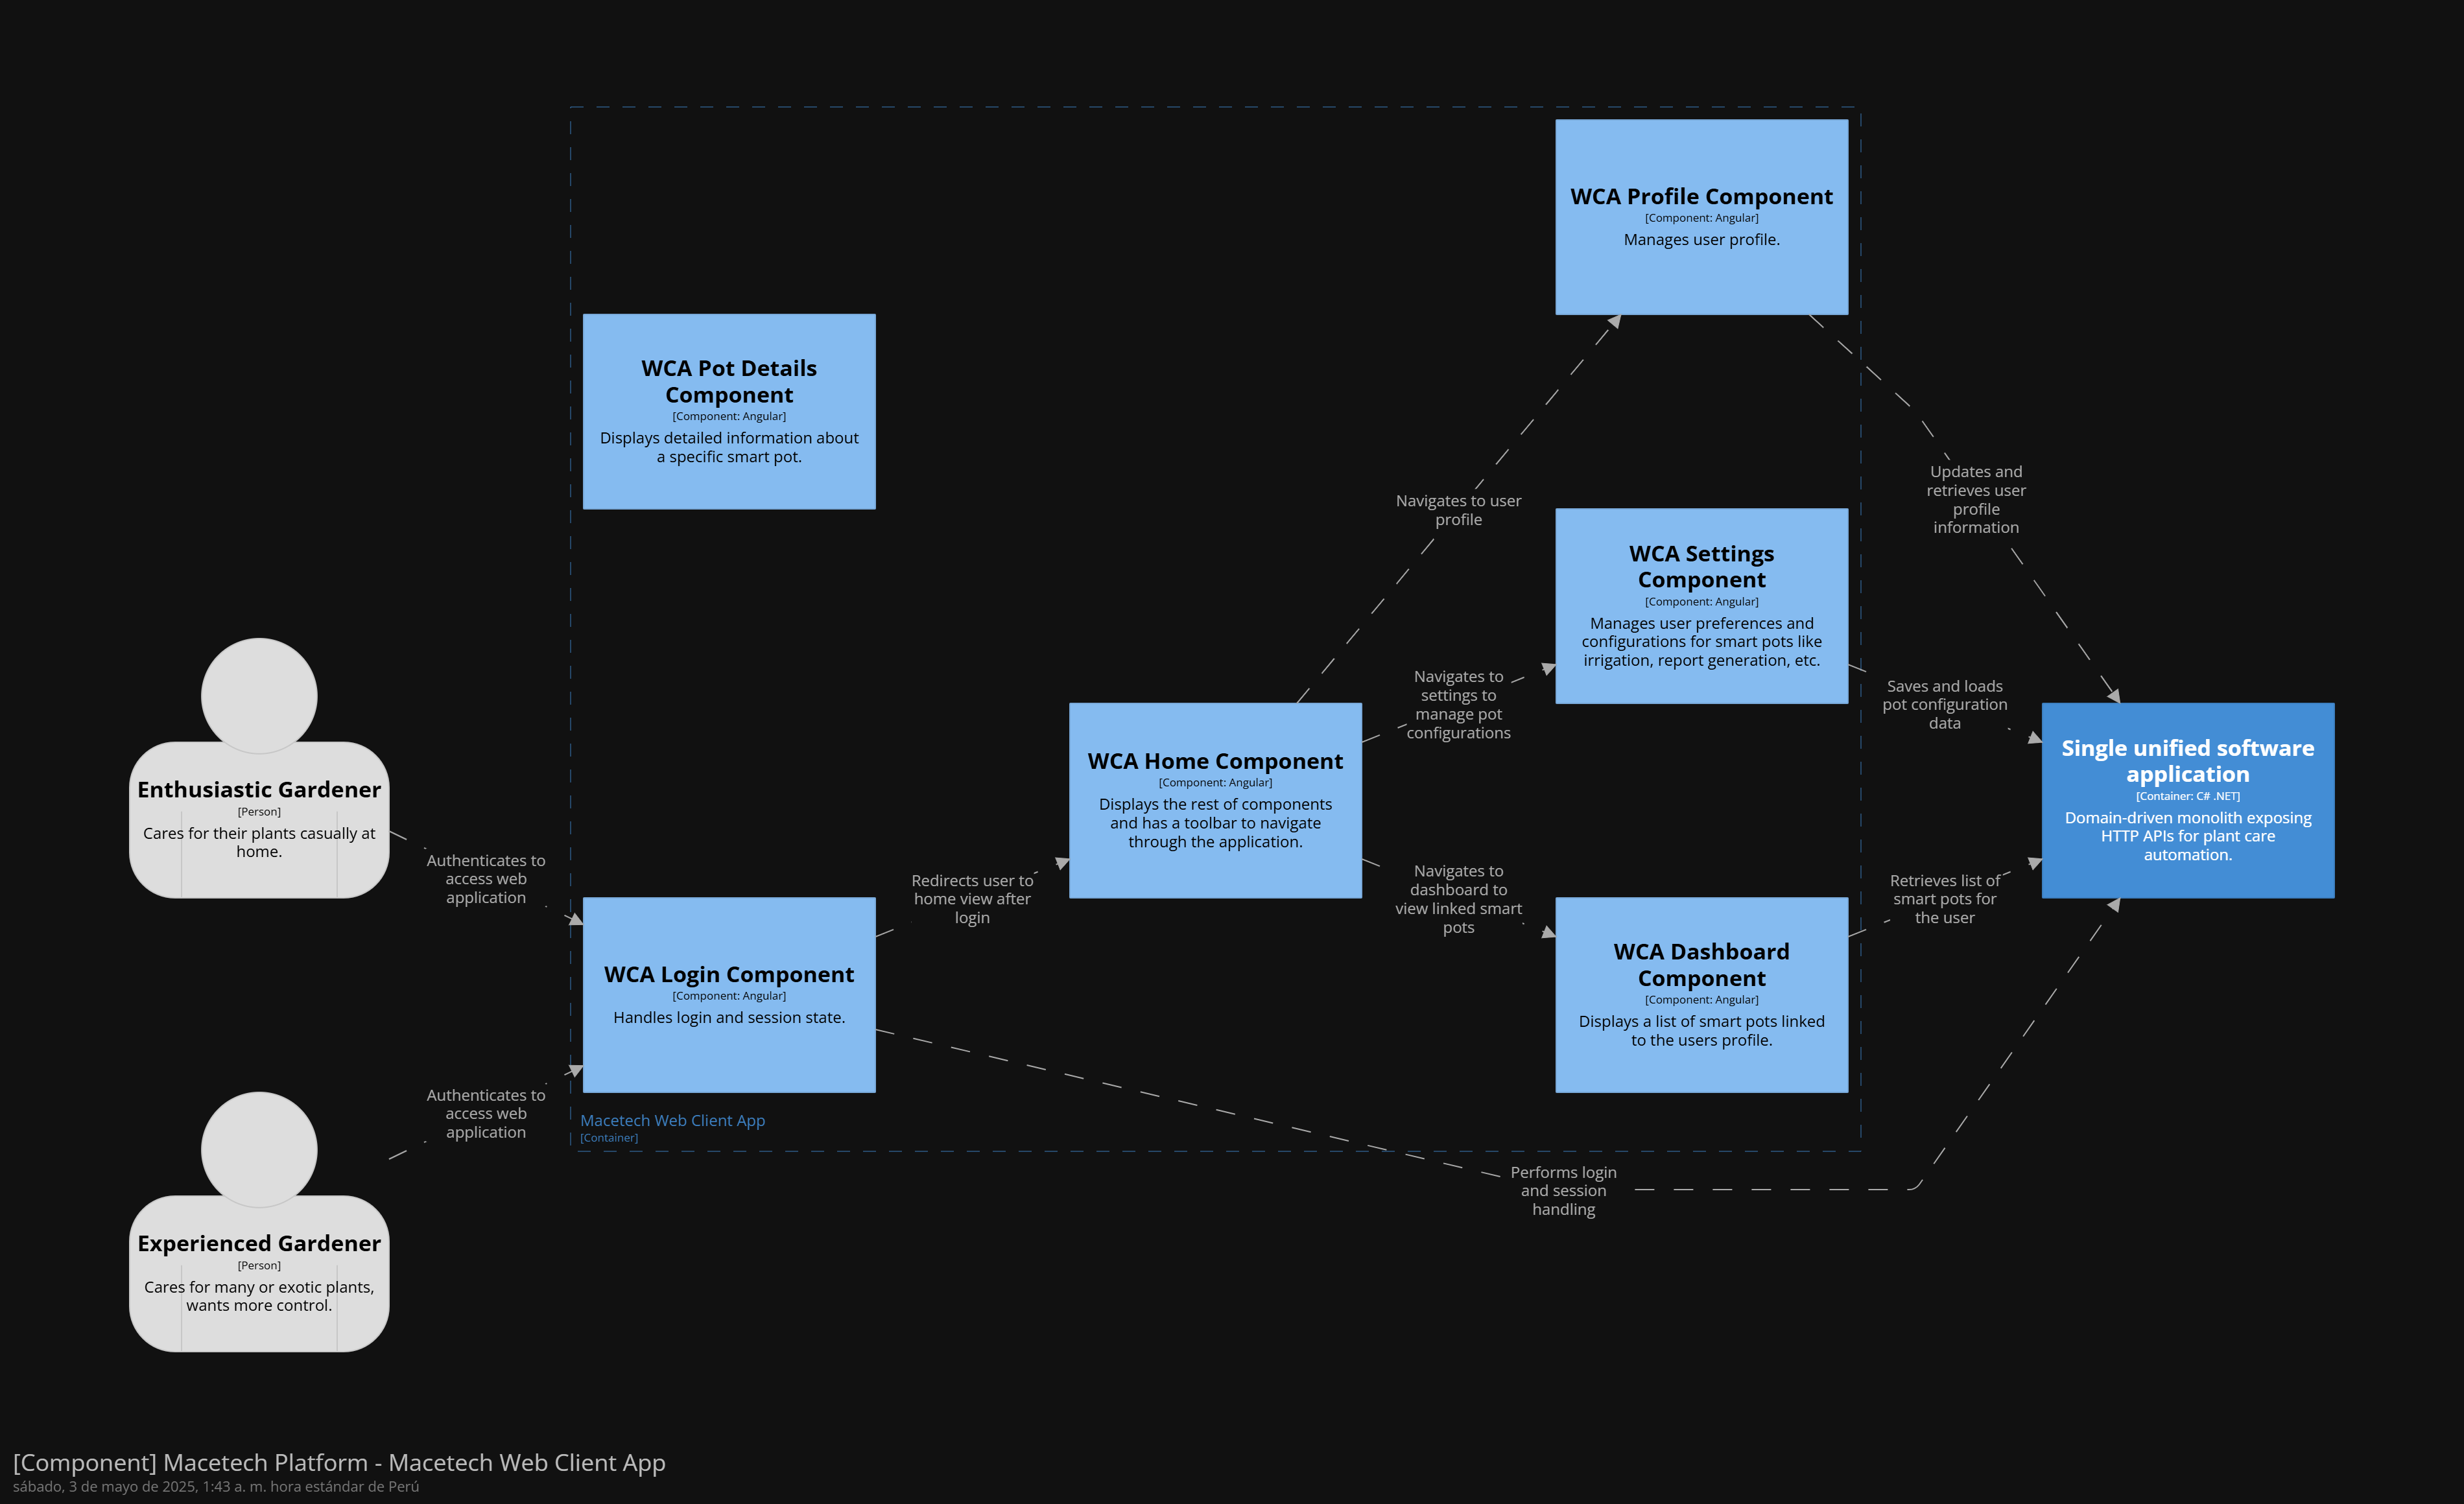 WCA Profile Component
[Component: Angular]
Manages user profile.
WCA Pot Details
Component
[Component: Angular]
Displays detailed information about
a specific smart pot.
Navigates to user
profile
Updates and
retrieves user
profile
information
WCA Settings
Component
[Component: Angular]
Manages user preferences and
configurations for smart pots like
irrigation, report generation, etc.
Enthusiastic Gardener
[Person]
Cares for their plants casually at
home.
Authenticates to
access web
application
WCA Home Component
[Component: Angular]
Displays the rest of components
and has a toolbar to navigate
through the application.
Navigates to
settings to
manage pot
configurations
Saves and loads
pot configuration
data
Single unified software
application
[Container: C# .NET]
Domain-driven monolith exposing
HTTP APIs for plant care
automation.
Redirects user to
home view after
login
Navigates to
dashboard to
view linked smart
pots
Retrieves list of
smart pots for
the user
WCA Login Component
[Component: Angular]
Handles login and session state.
WCA Dashboard
Component
[Component: Angular]
Displays a list of smart pots linked
to the users profile.
Authenticates to
access web
application
Macetech Web Client App
[Container]
Performs login
and session
handling
Experienced Gardener
[Person]
Cares for many or exotic plants,
wants more control.
[Component] Macetech Platform - Macetech Web Client App
sábado, 3 de mayo de 2025, 1:43 a. m. hora estándar de Perú